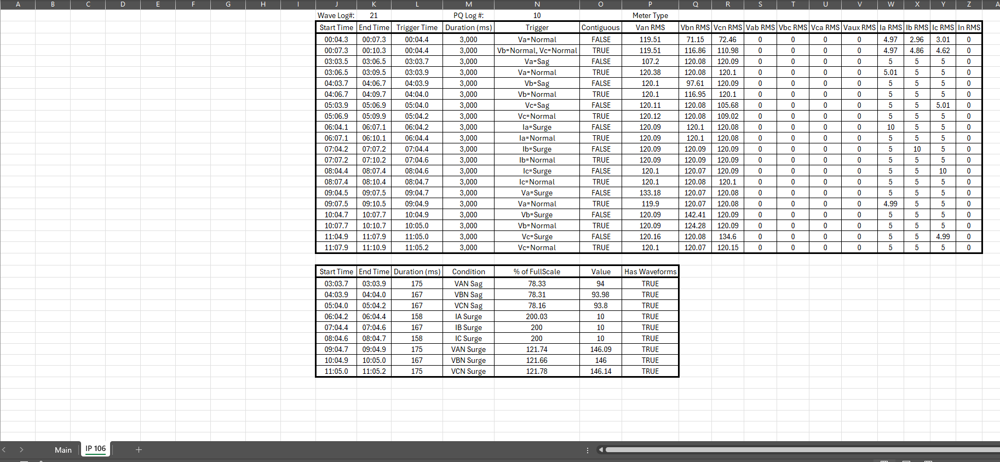 A B C D E F G H I J K L M N O P Q R S T U V W X Y Z A
Wave Log#: 21 PQ Log #: 10 Meter Type
Start Time End Time Trigger Time Duration (ms) Trigger Contiguous Van RMS Vbn RMS Vcn RMS Vab RMS Vbc RMS Vca RMS Vaux RMS Ia RMS Ib RMS Ic RMS In RMS
00:04.3 00:07.3 00:04.4 3,000 Va=Normal FALSE 119.51 71.15 72.46 0 0 0 0 4.97 2.96 3.01 0
00:07.3 00:10.3 00:04.4 3,000 Vb=Normal, Vc=Normal TRUE 119.51 116.86 110.98 0 0 0 0 4.97 4.86 4.62 0
03:03.5 03:06.5 03:03.7 3,000 Va=Sag FALSE 107.2 120.08 120.09 0 0 0 0 5 5 5 0
03:06.5 03:09.5 03:03.9 3,000 Va=Normal TRUE 120.38 120.08 120.1 0 0 0 0 5.01 5 5 0
04:03.7 04:06.7 04:03.9 3,000 Vb=Sag FALSE 120.1 97.61 120.09 0 0 0 0 5 5 5 0
04:06.7 04:09.7 04:04.0 3,000 Vb=Normal TRUE 120.1 116.95 120.1 0 0 0 0 5 5 5 0
05:03.9 05:06.9 05:04.0 3,000 Vc=Sag FALSE 120.11 120.08 105.68 0 0 0 0 5 5 5.01 0
05:06.9 05:09.9 05:04.2 3,000 Vc=Normal TRUE 120.12 120.08 109.02 0 0 0 0 5 5 5 0
06:04.1 06:07.1 06:04.2 3,000 Ia=Surge FALSE 120.09 120.1 120.08 0 0 0 0 10 5 5 0
06:07.1 06:10.1 06:04.4 3,000 Ia=Normal TRUE 120.09 120.1 120.08 0 0 0 0 5 5 5 0
07:04.2 07:07.2 07:04.4 3,000 Ib=Surge FALSE 120.09 120.09 120.09 0 0 0 0 5 10 5 0
07:07.2 07:10.2 07:04.6 3,000 Ib=Normal TRUE 120.09 120.09 120.09 0 0 0 0 5 5 5 0
08:04.4 08:07.4 08:04.6 3,000 Ic=Surge FALSE 120.1 120.07 120.09 0 0 0 0 5 5 10 0
08:07.4 08:10.4 08:04.7 3,000 Ic=Normal TRUE 120.1 120.08 120.1 0 0 0 0 5 5 5 0
09:04.5 09:07.5 09:04.7 3,000 Va=Surge FALSE 133.18 120.07 120.08 0 0 0 0 5 5 5 0
09:07.5 09:10.5 09:04.9 3,000 Va=Normal TRUE 119.9 120.07 120.08 0 0 0 0 4.99 5 5 0
10:04.7 10:07.7 10:04.9 3,000 Vb=Surge FALSE 120.09 142.41 120.09 0 0 0 0 5 5 5 0
10:07.7 10:10.7 10:05.0 3,000 Vb=Normal TRUE 120.09 124.28 120.09 0 0 0 0 5 5 5 0
11:04.9 11:07.9 11:05.0 3,000 Vc=Surge FALSE 120.16 120.08 134.6 0 0 0 0 5 5 4.99 0
11:07.9 11:10.9 11:05.2 3,000 Vc=Normal TRUE 120.1 120.07 120.15 0 0 0 0 5 5 5 0
Start Time End Time Duration (ms) Condition % of FullScale Value Has Waveforms
03:03.7 03:03.9 175 VAN Sag 78.33 94 TRUE
04:03.9 04:04.0 167 VBN Sag 78.31 93.98 TRUE
05:04.0 05:04.2 167 VCN Sag 78.16 93.8 TRUE
06:04.2 06:04.4 158 IA Surge 200.03 10 TRUE
07:04.4 07:04.6 167 IB Surge 200 10 TRUE
08:04.6 08:04.7 158 IC Surge 200 10 TRUE
09:04.7 09:04.9 175 VAN Surge 121.74 146.09 TRUE
10:04.9 10:05.0 167 VBN Surge 121.66 146 TRUE
11:05.0 11:05.2 175 VCN Surge 121.78 146.14 TRUE
Main IP 106